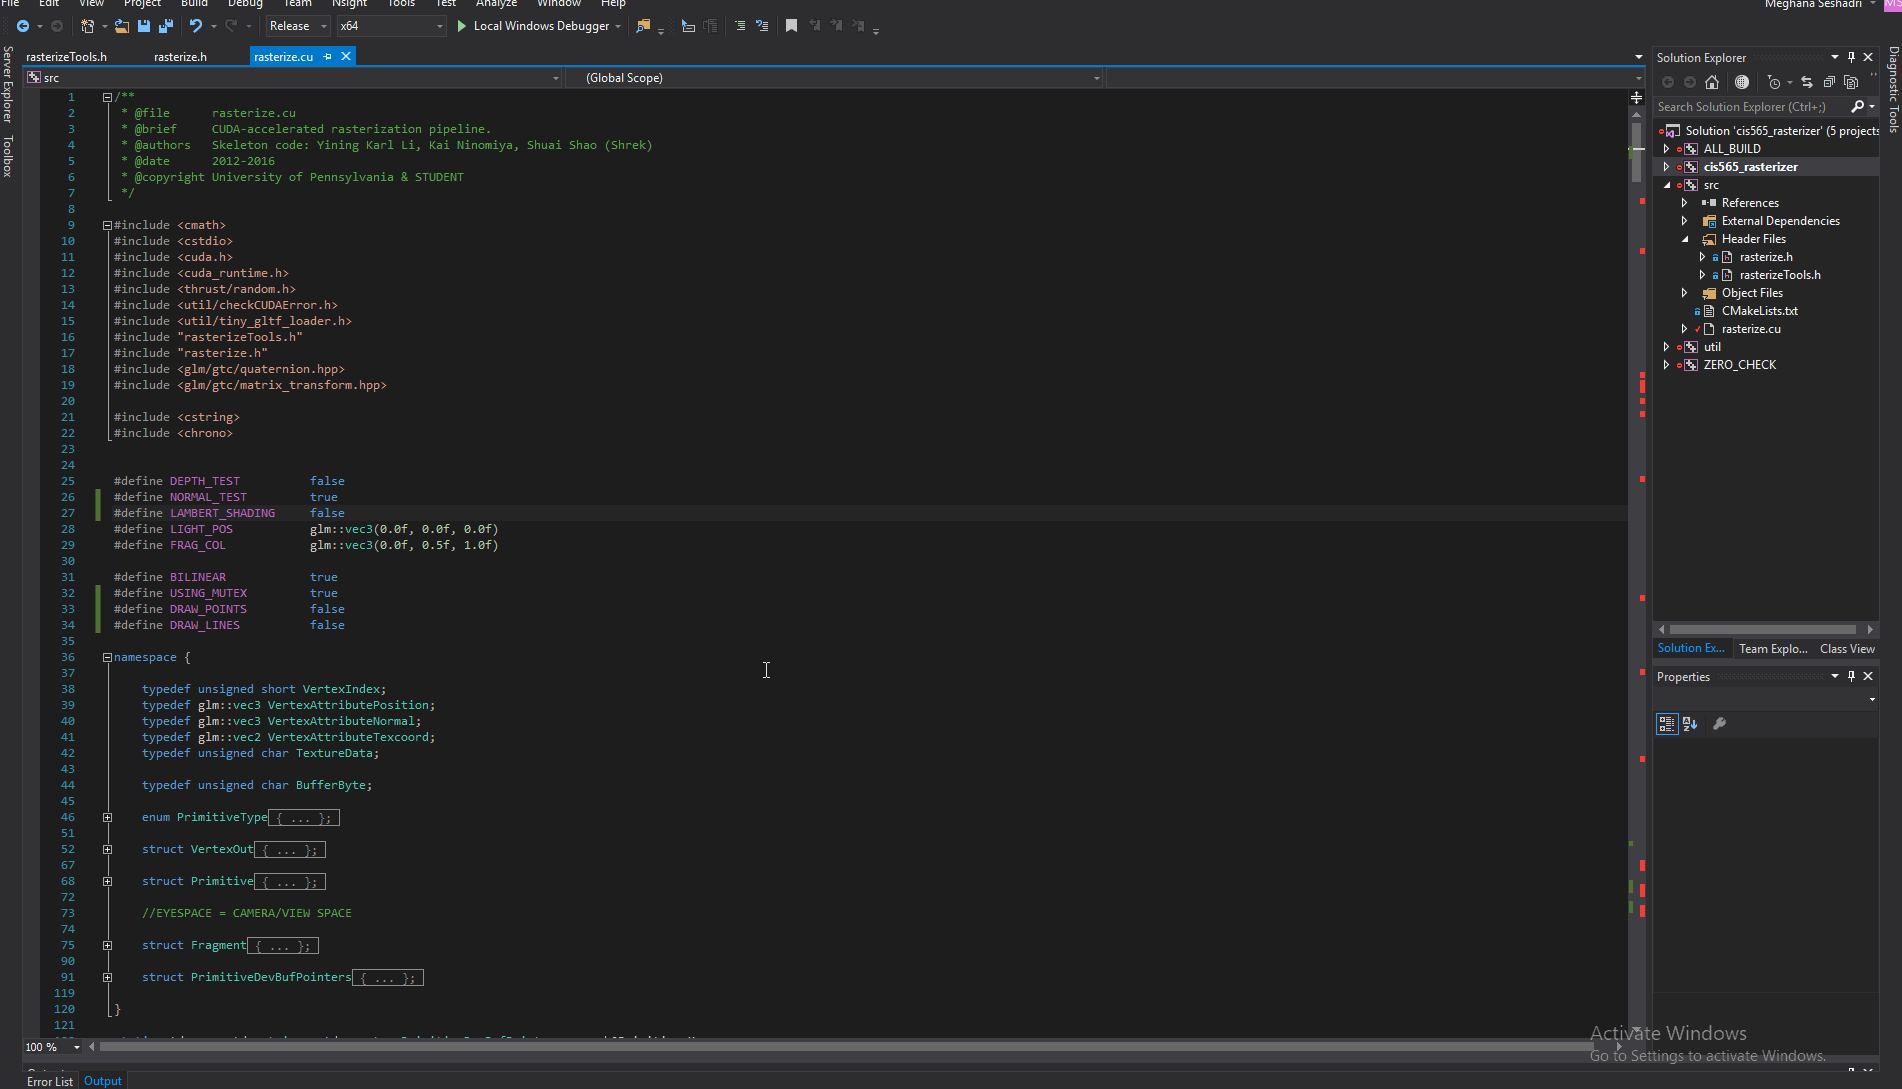 File Edit View Project Build Debug Team Nsight Tools Test Analyze Window Help Meghana Seshadri MS
Release x64 Local Windows Debugger
rasterizeTools.h rasterize.h rasterize.cu
src (Global Scope)
Server Explorer
Toolbox
1 /**
2 * @file rasterize.cu
3 * @brief CUDA-accelerated rasterization pipeline.
4 * @authors Skeleton code: Yining Karl Li, Kai Ninomiya, Shuai Shao (Shrek)
5 * @date 2012-2016
6 * @copyright University of Pennsylvania & STUDENT
7 */
8
9 #include <cmath>
10 #include <cstdio>
11 #include <cuda.h>
12 #include <cuda_runtime.h>
13 #include <thrust/random.h>
14 #include <util/checkCUDAError.h>
15 #include <util/tiny_gltf_loader.h>
16 #include "rasterizeTools.h"
17 #include "rasterize.h"
18 #include <glm/gtc/quaternion.hpp>
19 #include <glm/gtc/matrix_transform.hpp>
20
21 #include <cstring>
22 #include <chrono>
23
24
25 #define DEPTH_TEST false
26 #define NORMAL_TEST true
27 #define LAMBERT_SHADING false
28 #define LIGHT_POS glm::vec3(0.0f, 0.0f, 0.0f)
29 #define FRAG_COL glm::vec3(0.0f, 0.5f, 1.0f)
30
31 #define BILINEAR true
32 #define USING_MUTEX true
33 #define DRAW_POINTS false
34 #define DRAW_LINES false
35
36 namespace {
37
38 typedef unsigned short VertexIndex;
39 typedef glm::vec3 VertexAttributePosition;
40 typedef glm::vec3 VertexAttributeNormal;
41 typedef glm::vec2 VertexAttributeTexcoord;
42 typedef unsigned char TextureData;
43
44 typedef unsigned char BufferByte;
45
46 enum PrimitiveType{ ... };
51
52 struct VertexOut{ ... };
67
68 struct Primitive{ ... };
72
73 //EYESPACE = CAMERA/VIEW SPACE
74
75 struct Fragment{ ... };
90
91 struct PrimitiveDevBufPointers{ ... };
119
120 }
121
100 %
Error List Output
Solution Explorer
Search Solution Explorer (Ctrl+;)
Solution 'cis565_rasterizer' (5 projects
ALL_BUILD
cis565_rasterizer
src
References
External Dependencies
Header Files
rasterize.h
rasterizeTools.h
Object Files
CMakeLists.txt
rasterize.cu
util
ZERO_CHECK
Solution Ex... Team Explo... Class View
Properties
Diagnostic Tools
Activate Windows
Go to Settings to activate Windows.